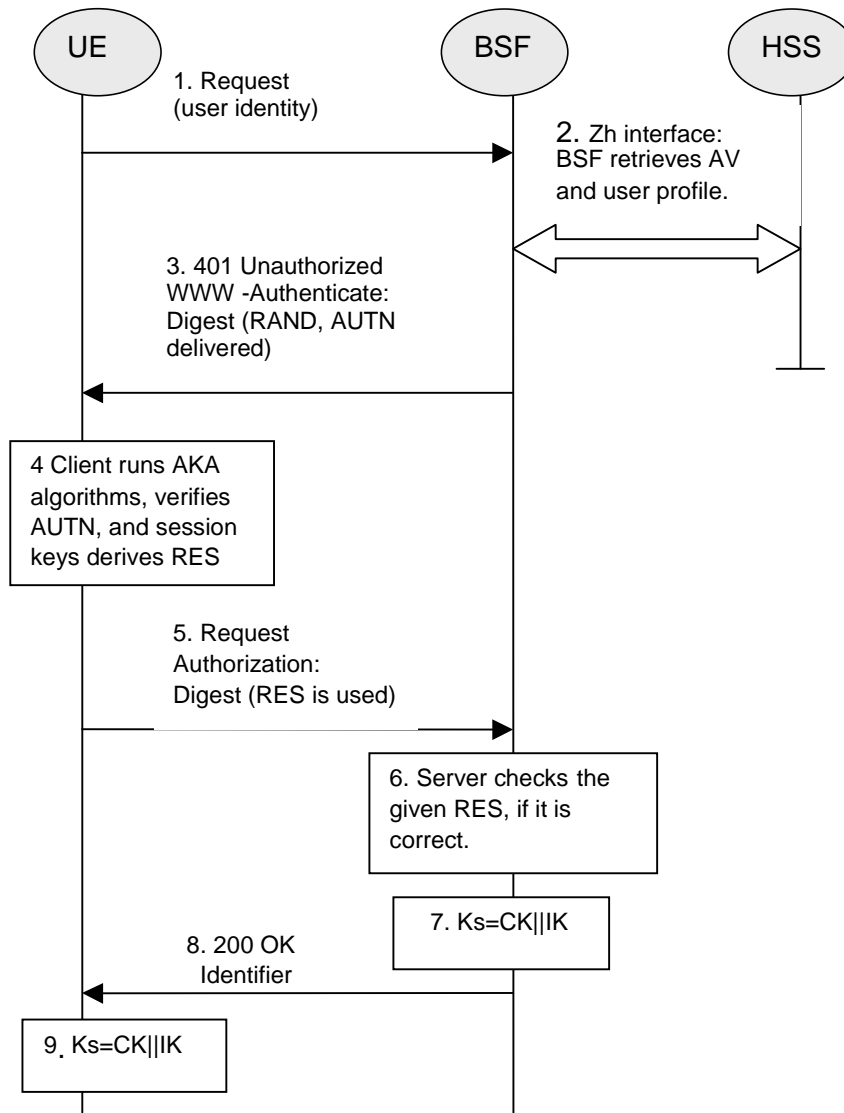 UE
BSF
HSS
1. Request
(user identity)
2. Zh interface:
BSF retrieves AV
and user profile.
3. 401 Unauthorized
WWW -Authenticate:
Digest (RAND, AUTN
delivered)
4 Client runs AKA
algorithms, verifies
AUTN, and session
keys derives RES
5. Request
Authorization:
Digest (RES is used)
6. Server checks the
given RES, if it is
correct.
7. Ks=CK||IK
8. 200 OK
Identifier
9. Ks=CK||IK